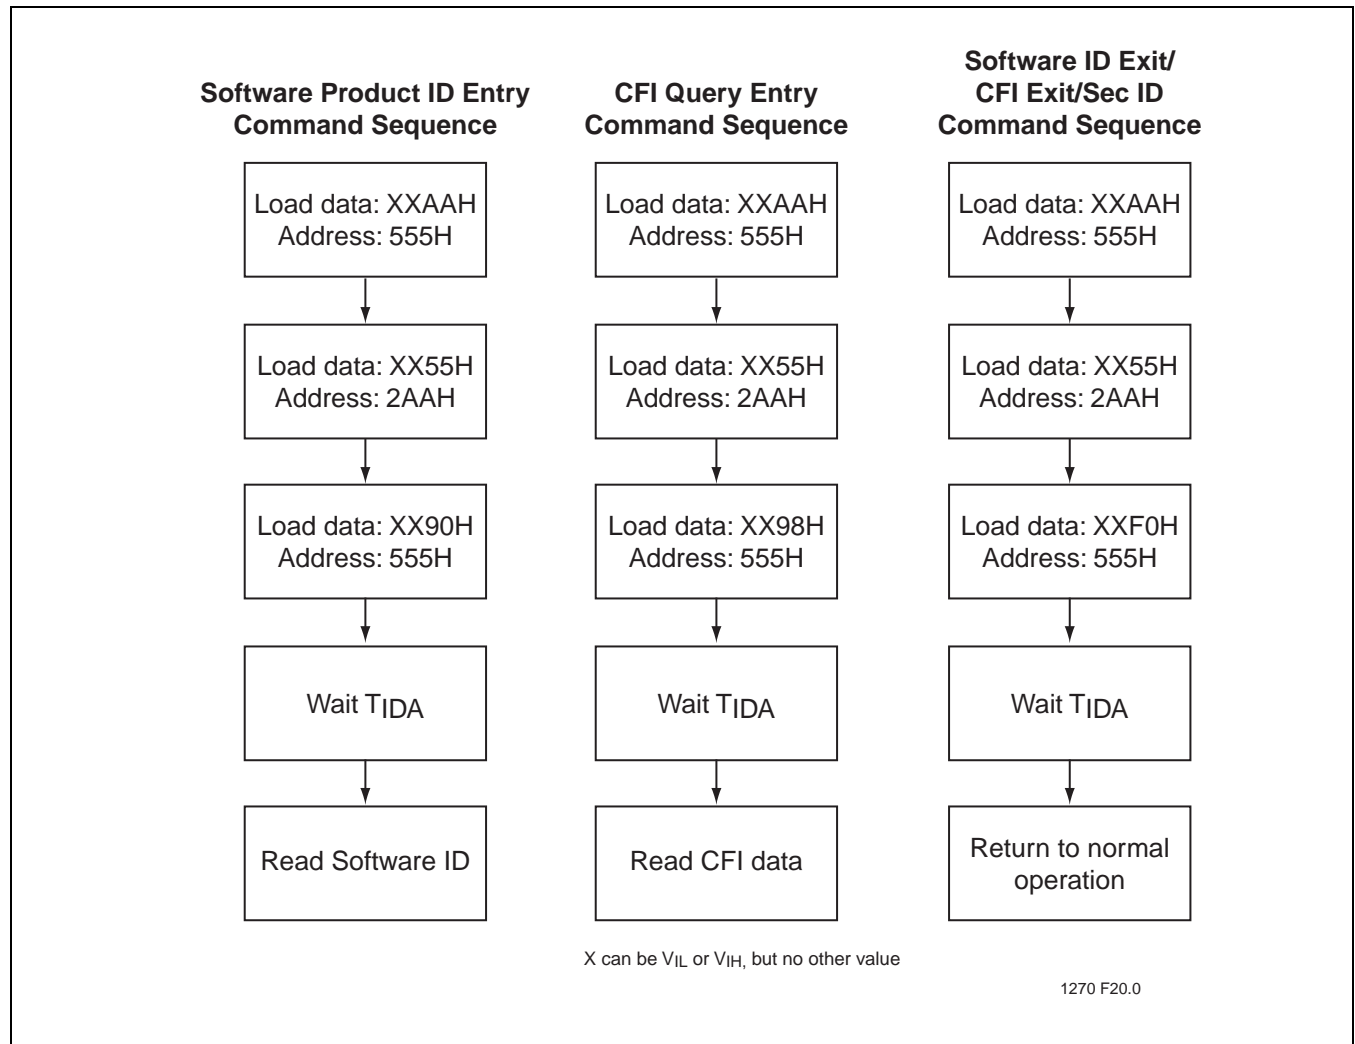 Software Product ID Entry
Command Sequence
Load data: XXAAH
Address: 555H
Load data: XX55H
Address: 2AAH
Load data: XX90H
Address: 555H
Wait TIDA
Read Software ID
CFI Query Entry
Command Sequence
Load data: XXAAH
Address: 555H
Load data: XX55H
Address: 2AAH
Load data: XX98H
Address: 555H
Wait TIDA
Read CFI data
Software ID Exit/
CFI Exit/Sec ID
Command Sequence
Load data: XXAAH
Address: 555H
Load data: XX55H
Address: 2AAH
Load data: XXF0H
Address: 555H
Wait TIDA
Return to normal
operation
X can be VIL or VIH, but no other value
1270 F20.0